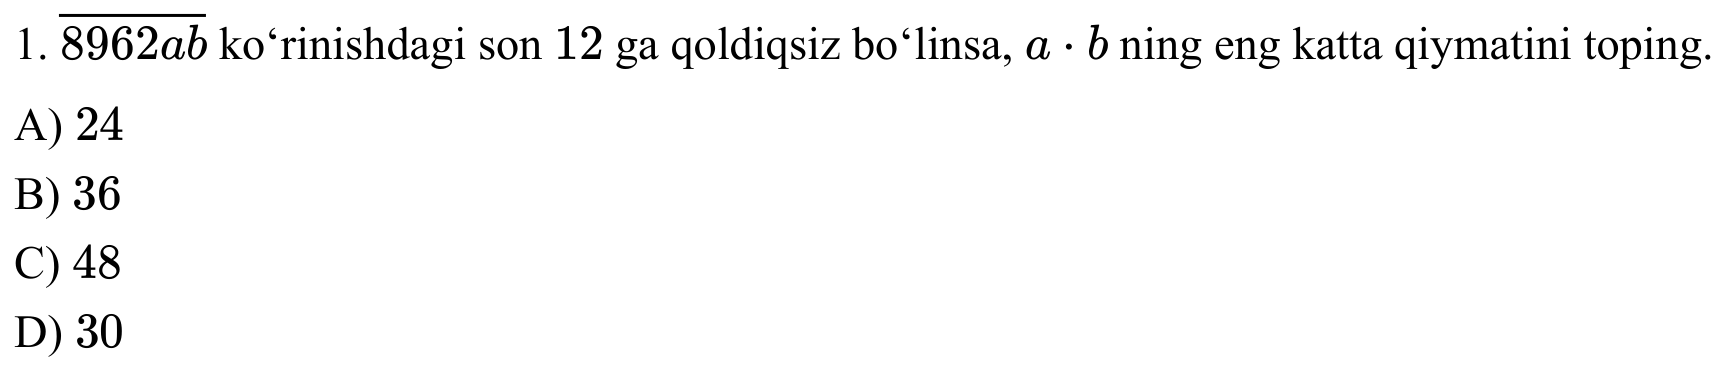 1. $\overline{8962ab}$ ko‘rinishdagi son 12 ga qoldiqsiz bo‘linsa, $a \cdot b$ ning eng katta qiymatini toping.
A) 24
B) 36
C) 48
D) 30